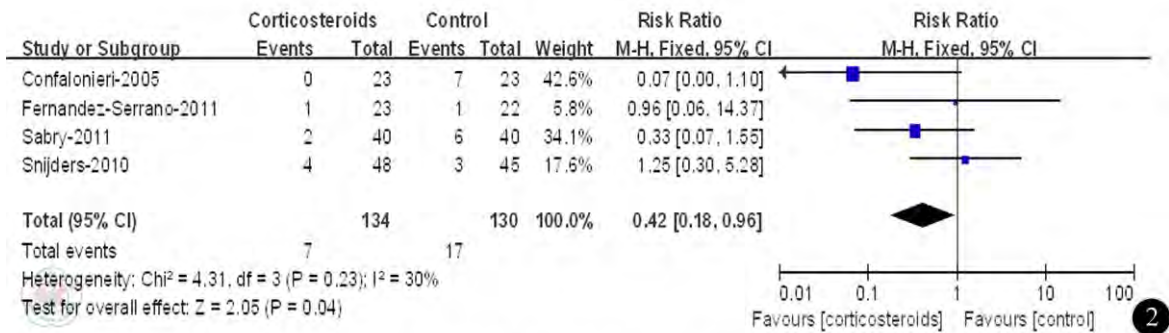 Corticosteroids Control Risk Ratio Risk Ratio
Study or Subgroup Events Total Events Total Weight M-H, Fixed, 95% CI M-H, Fixed, 95% CI
Confalonieri-2005 0 23 7 23 42.6% 0.07 [0.00, 1.10]
Fernandez-Serrano-2011 1 23 1 22 5.8% 0.96 [0.06, 14.37]
Sabry-2011 2 40 6 40 34.1% 0.33 [0.07, 1.55]
Snijders-2010 4 48 3 45 17.6% 1.25 [0.30, 5.28]
Total (95% CI) 134 130 100.0% 0.42 [0.18, 0.96]
Total events 7 17
Heterogeneity: Chi² = 4.31, df = 3 (P = 0.23); I² = 30%
Test for overall effect: Z = 2.05 (P = 0.04)
0.01 0.1 1 10 100
Favours [corticosteroids] Favours [control]
2